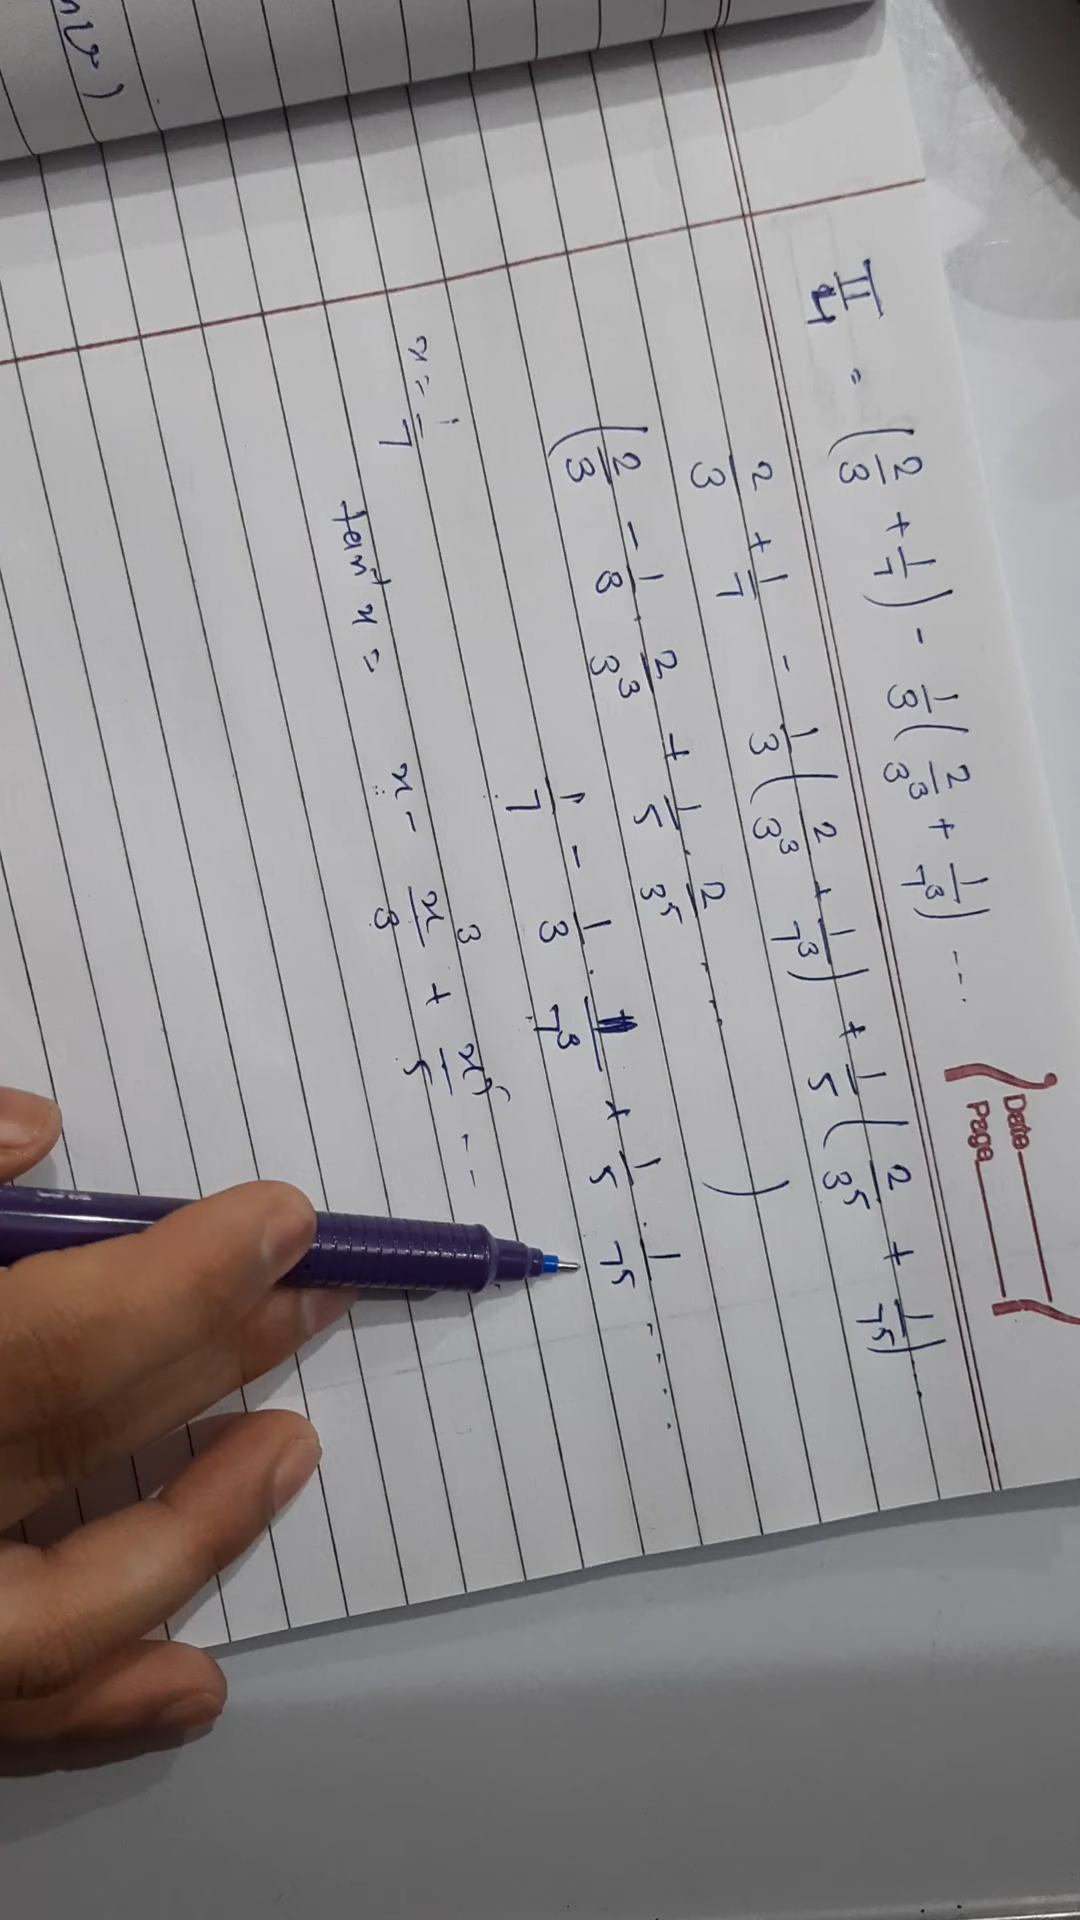 Date
Page
π/4 = (2/3 + 1/7) - 1/3 (2/3³ + 1/7³) ...
2/3 + 1/7 - 1/3 (2/3³ + 1/7³) + 1/5 (2/3⁵ + 1/7⁵) ...
(2/3 - 1/3 . 2/3³ + 1/5 . 2/3⁵ ..... )
1/7 - 1/3 . 1/7³ + 1/5 . 1/7⁵ ......
x = 1/7
tan⁻¹ x = x - x³/3 + x⁵/5 - -